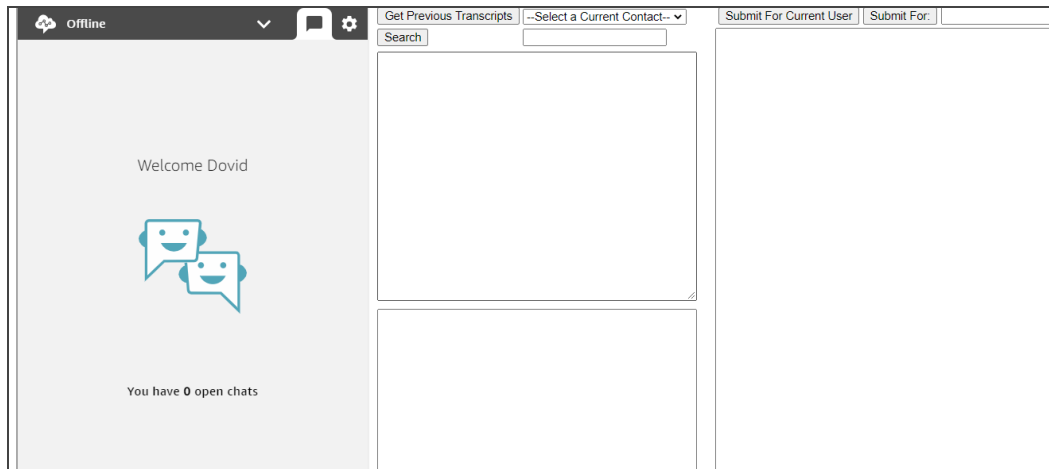 Offline
Welcome Dovid
You have 0 open chats
Get Previous Transcripts --Select a Current Contact--
Search
Submit For Current User Submit For: